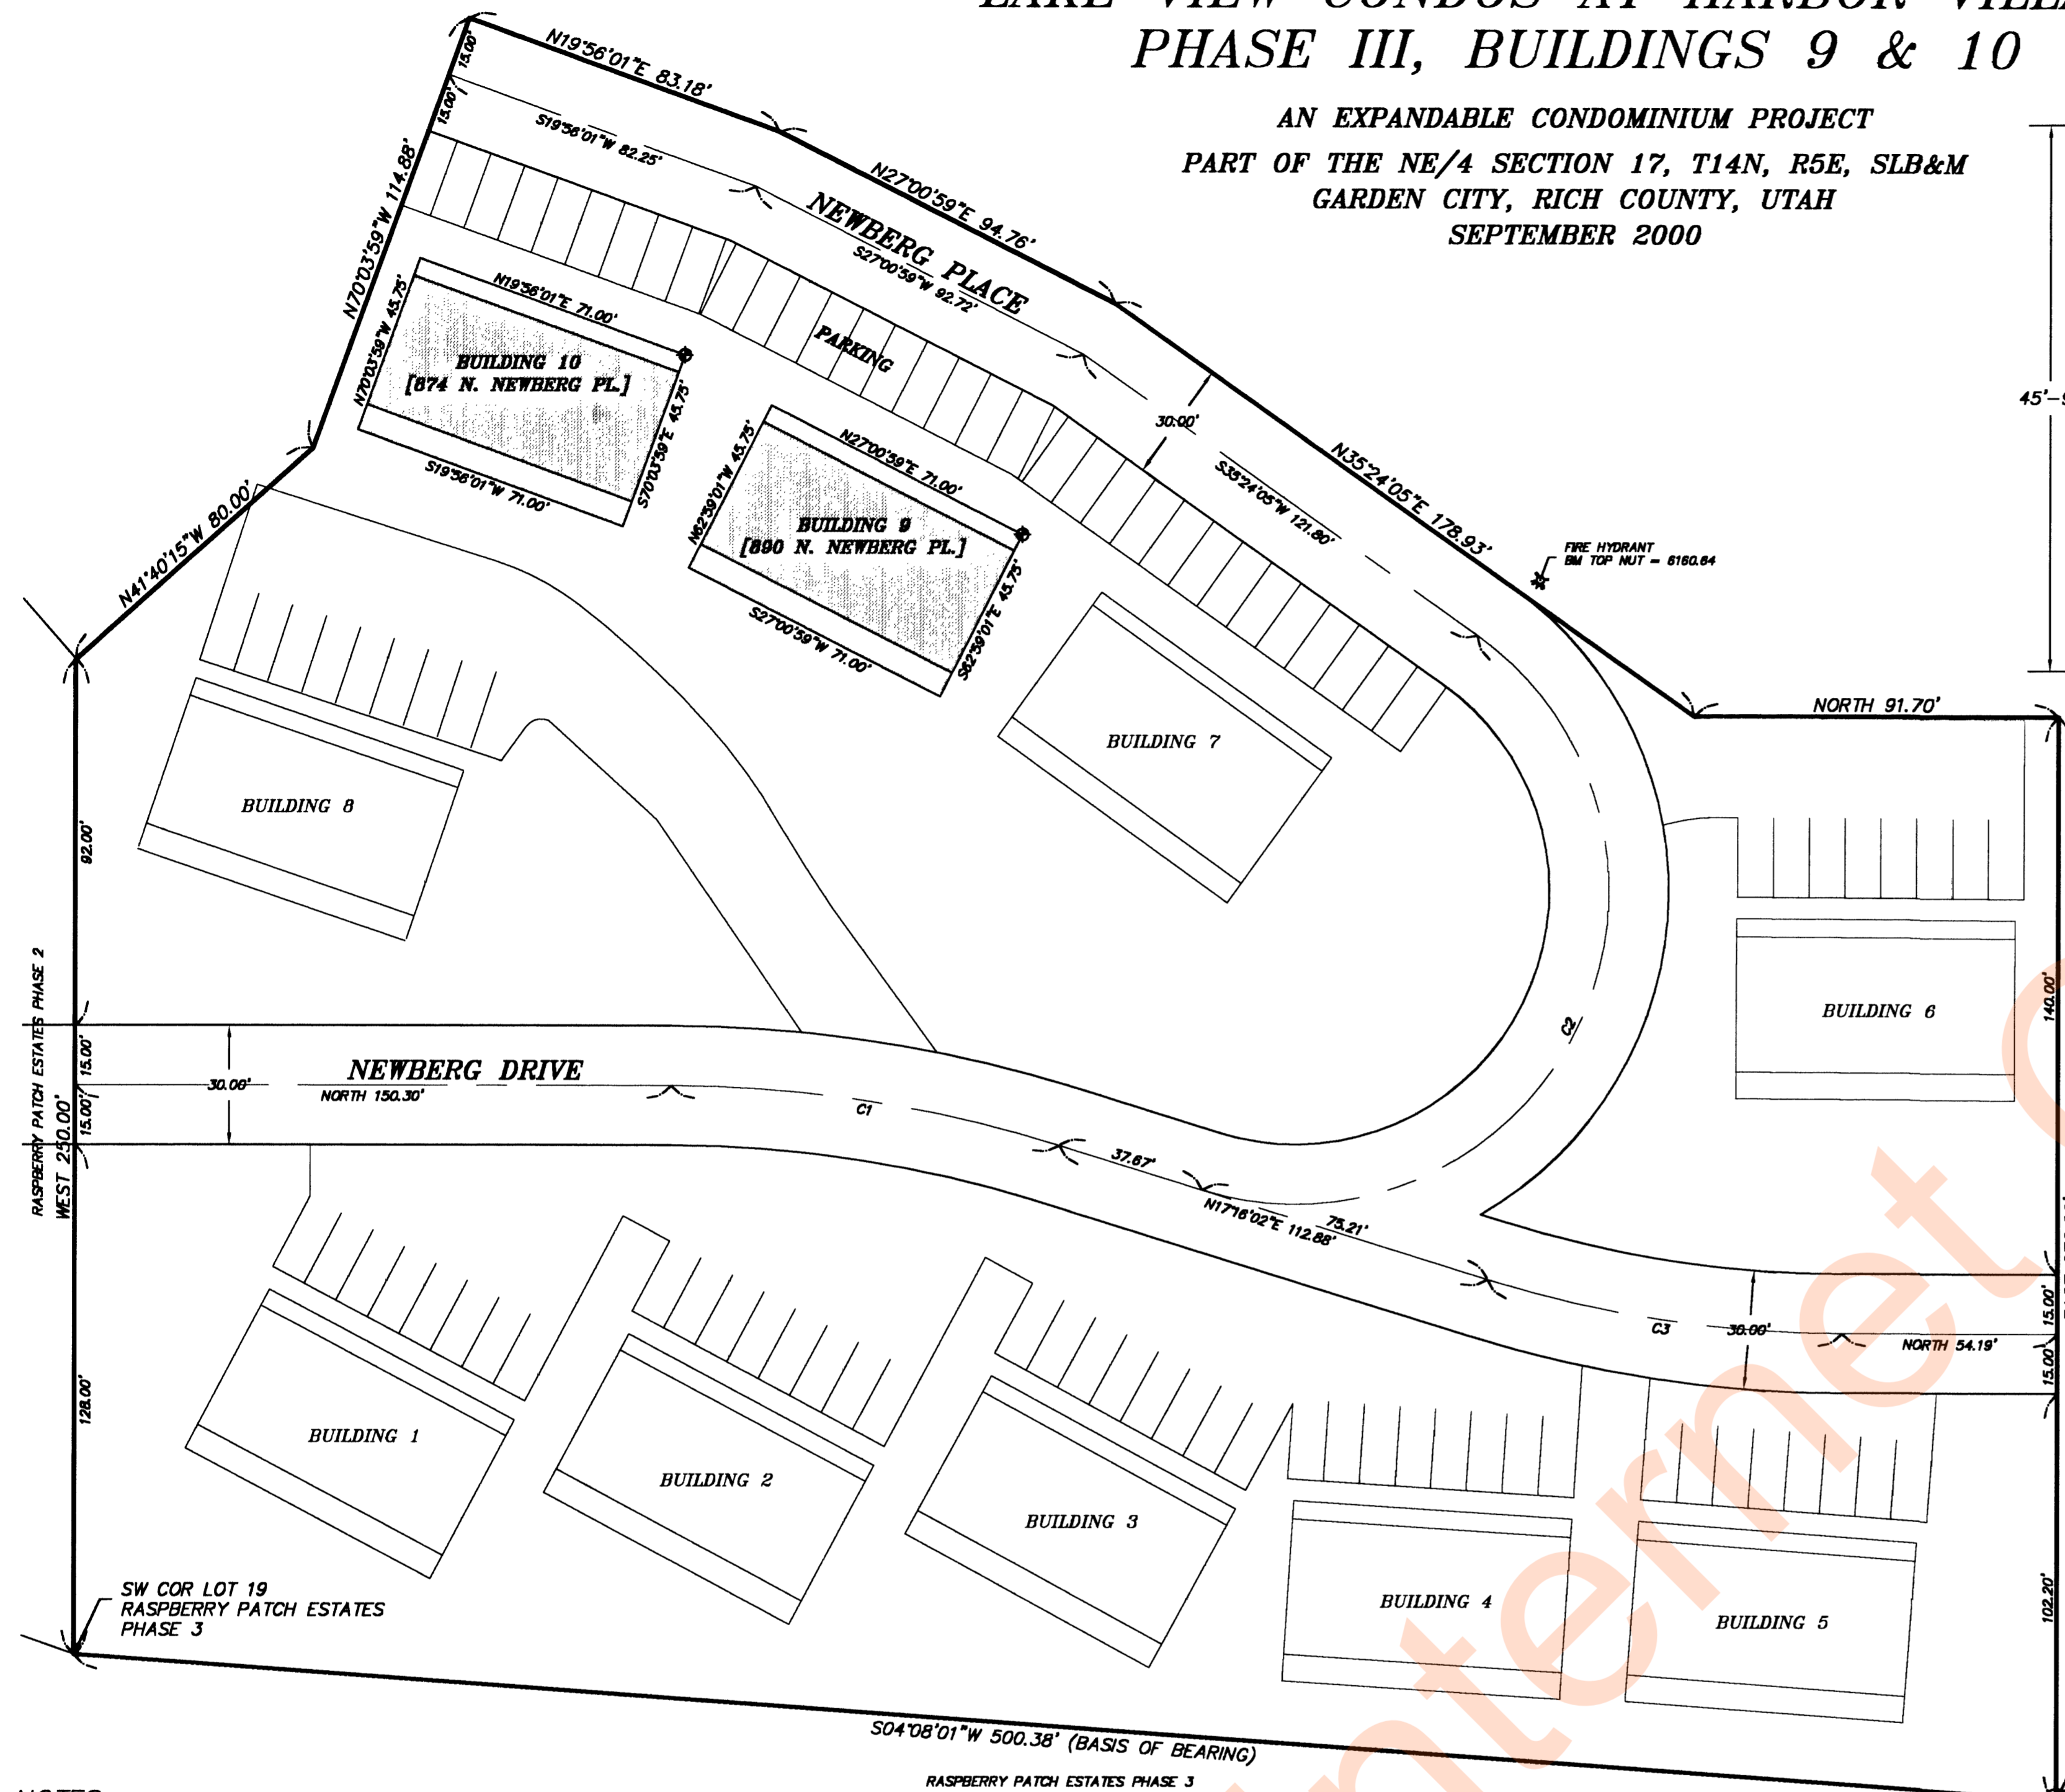 PHASE III, BUILDINGS 9 & 10
AN EXPANDABLE CONDOMINIUM PROJECT
PART OF THE NE/4 SECTION 17, T14N, R5E, SLB&M
GARDEN CITY, RICH COUNTY, UTAH
SEPTEMBER 2000
N19°56'01"E 83.18'
15.00'
15.00'
S19°56'01"W 82.25'
N27°00'59"E 94.76'
NEWBERG PLACE
S27°00'59"W 92.72'
N70°03'59"W 114.88'
PARKING
N19°56'01"E 71.00'
N70°03'59"W 45.75'
BUILDING 10
[874 N. NEWBERG PL.]
S70°03'59"E 45.75'
S19°56'01"W 71.00'
30.00'
N27°00'59"E 71.00'
N62°59'01"W 45.75'
BUILDING 9
[890 N. NEWBERG PL.]
S62°59'01"E 45.75'
S27°00'59"W 71.00'
S35°24'05"W 121.80'
N35°24'05"E 178.93'
FIRE HYDRANT
BM TOP NUT = 6160.64
N41°40'15"W 80.00'
NORTH 91.70'
BUILDING 7
BUILDING 8
92.00'
BUILDING 6
140.00'
RASPBERRY PATCH ESTATES PHASE 2
WEST 250.00'
15.00'
15.00'
30.00'
NEWBERG DRIVE
NORTH 150.30'
C1
C2
37.67'
75.21'
N17°16'02"E 112.88'
C3
30.00'
NORTH 54.19'
15.00'
15.00'
128.00'
BUILDING 1
BUILDING 2
BUILDING 3
BUILDING 4
BUILDING 5
102.20'
SW COR LOT 19
RASPBERRY PATCH ESTATES
PHASE 3
S04°08'01"W 500.38' (BASIS OF BEARING)
RASPBERRY PATCH ESTATES PHASE 3